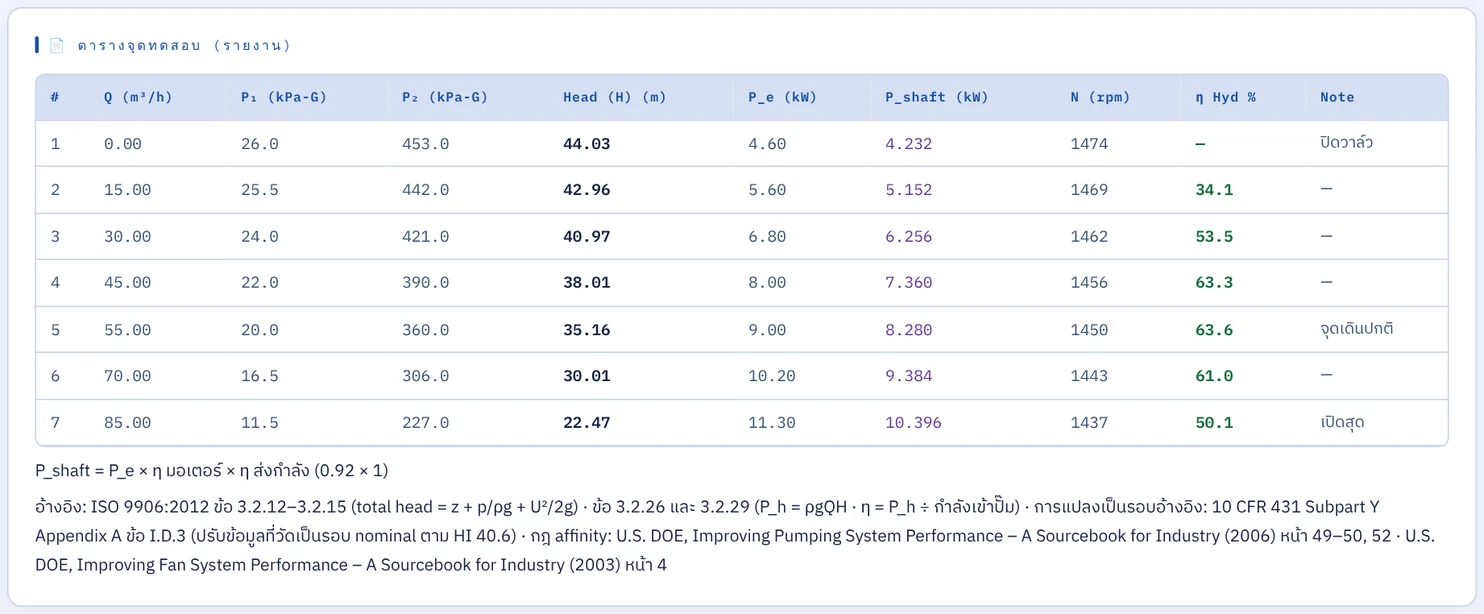 📄 ตารางจุดทดสอบ (รายงาน)
# Q (m³/h) P₁ (kPa-G) P₂ (kPa-G) Head (H) (m) P_e (kW) P_shaft (kW) N (rpm) η Hyd % Note
1 0.00 26.0 453.0 44.03 4.60 4.232 1474 — ปิดวาล์ว
2 15.00 25.5 442.0 42.96 5.60 5.152 1469 34.1 —
3 30.00 24.0 421.0 40.97 6.80 6.256 1462 53.5 —
4 45.00 22.0 390.0 38.01 8.00 7.360 1456 63.3 —
5 55.00 20.0 360.0 35.16 9.00 8.280 1450 63.6 จุดเดินปกติ
6 70.00 16.5 306.0 30.01 10.20 9.384 1443 61.0 —
7 85.00 11.5 227.0 22.47 11.30 10.396 1437 50.1 เปิดสุด
P_shaft = P_e × η มอเตอร์ × η ส่งกำลัง (0.92 × 1)
อ้างอิง: ISO 9906:2012 ข้อ 3.2.12–3.2.15 (total head = z + p/ρg + U²/2g) · ข้อ 3.2.26 และ 3.2.29 (P_h = ρgQH · η = P_h ÷ กำลังเข้าปั๊ม) · การแปลงเป็นรอบอ้างอิง: 10 CFR 431 Subpart Y
Appendix A ข้อ I.D.3 (ปรับข้อมูลที่วัดเป็นรอบ nominal ตาม HI 40.6) · กฎ affinity: U.S. DOE, Improving Pumping System Performance – A Sourcebook for Industry (2006) หน้า 49–50, 52 · U.S.
DOE, Improving Fan System Performance – A Sourcebook for Industry (2003) หน้า 4